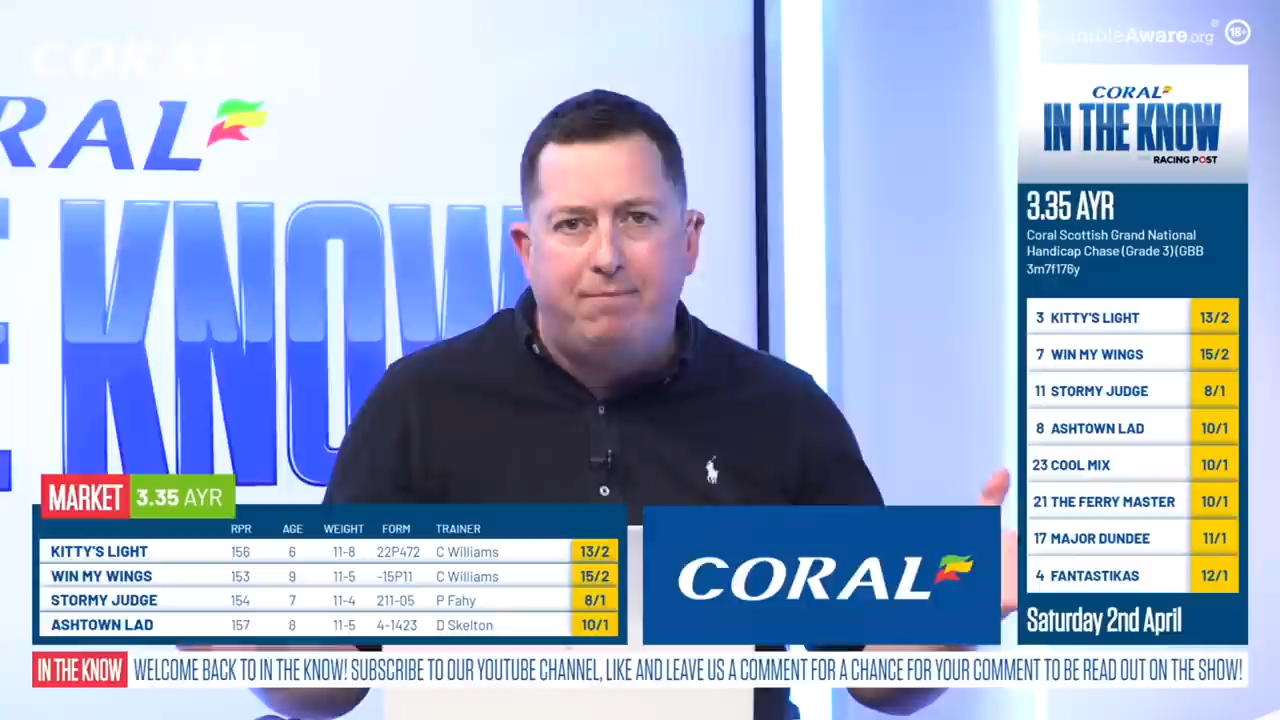 CORAL
RAL
E KNOW
ambleAware.org
18+
CORAL
IN THE KNOW
RACING POST
3.35 AYR
Coral Scottish Grand National
Handicap Chase (Grade 3) (GBB
3m7f176y
3 KITTY'S LIGHT 13/2
7 WIN MY WINGS 15/2
11 STORMY JUDGE 8/1
8 ASHTOWN LAD 10/1
23 COOL MIX 10/1
21 THE FERRY MASTER 10/1
17 MAJOR DUNDEE 11/1
4 FANTASTIKAS 12/1
Saturday 2nd April
MARKET 3.35 AYR
RPR AGE WEIGHT FORM TRAINER
KITTY'S LIGHT 156 6 11-8 22P472 C Williams 13/2
WIN MY WINGS 153 9 11-5 -15P11 C Williams 15/2
STORMY JUDGE 154 7 11-4 211-05 P Fahy 8/1
ASHTOWN LAD 157 8 11-5 4-1423 D Skelton 10/1
CORAL
IN THE KNOW WELCOME BACK TO IN THE KNOW! SUBSCRIBE TO OUR YOUTUBE CHANNEL, LIKE AND LEAVE US A COMMENT FOR A CHANCE FOR YOUR COMMENT TO BE READ OUT ON THE SHOW!